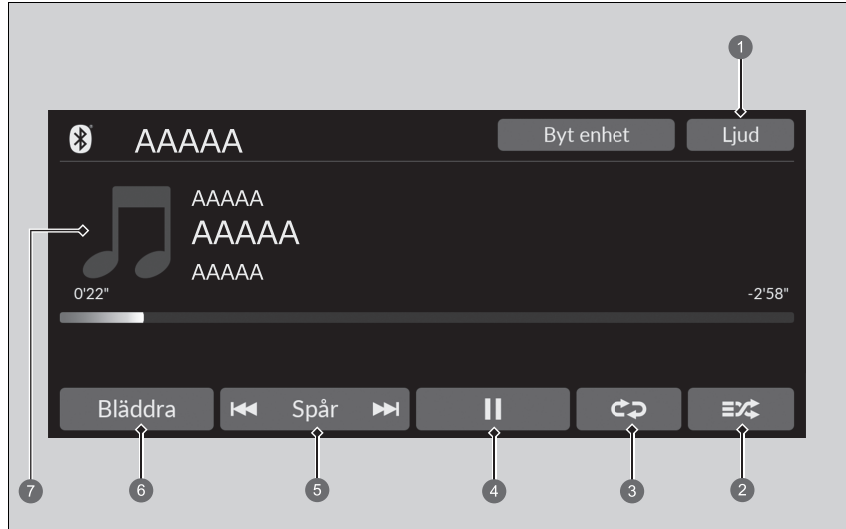 1
AAAAA
Byt enhet
Ljud
AAAAA
AAAAA
AAAAA
7
0'22"
-2'58"
Bläddra
Spår
6
5
4
3
2